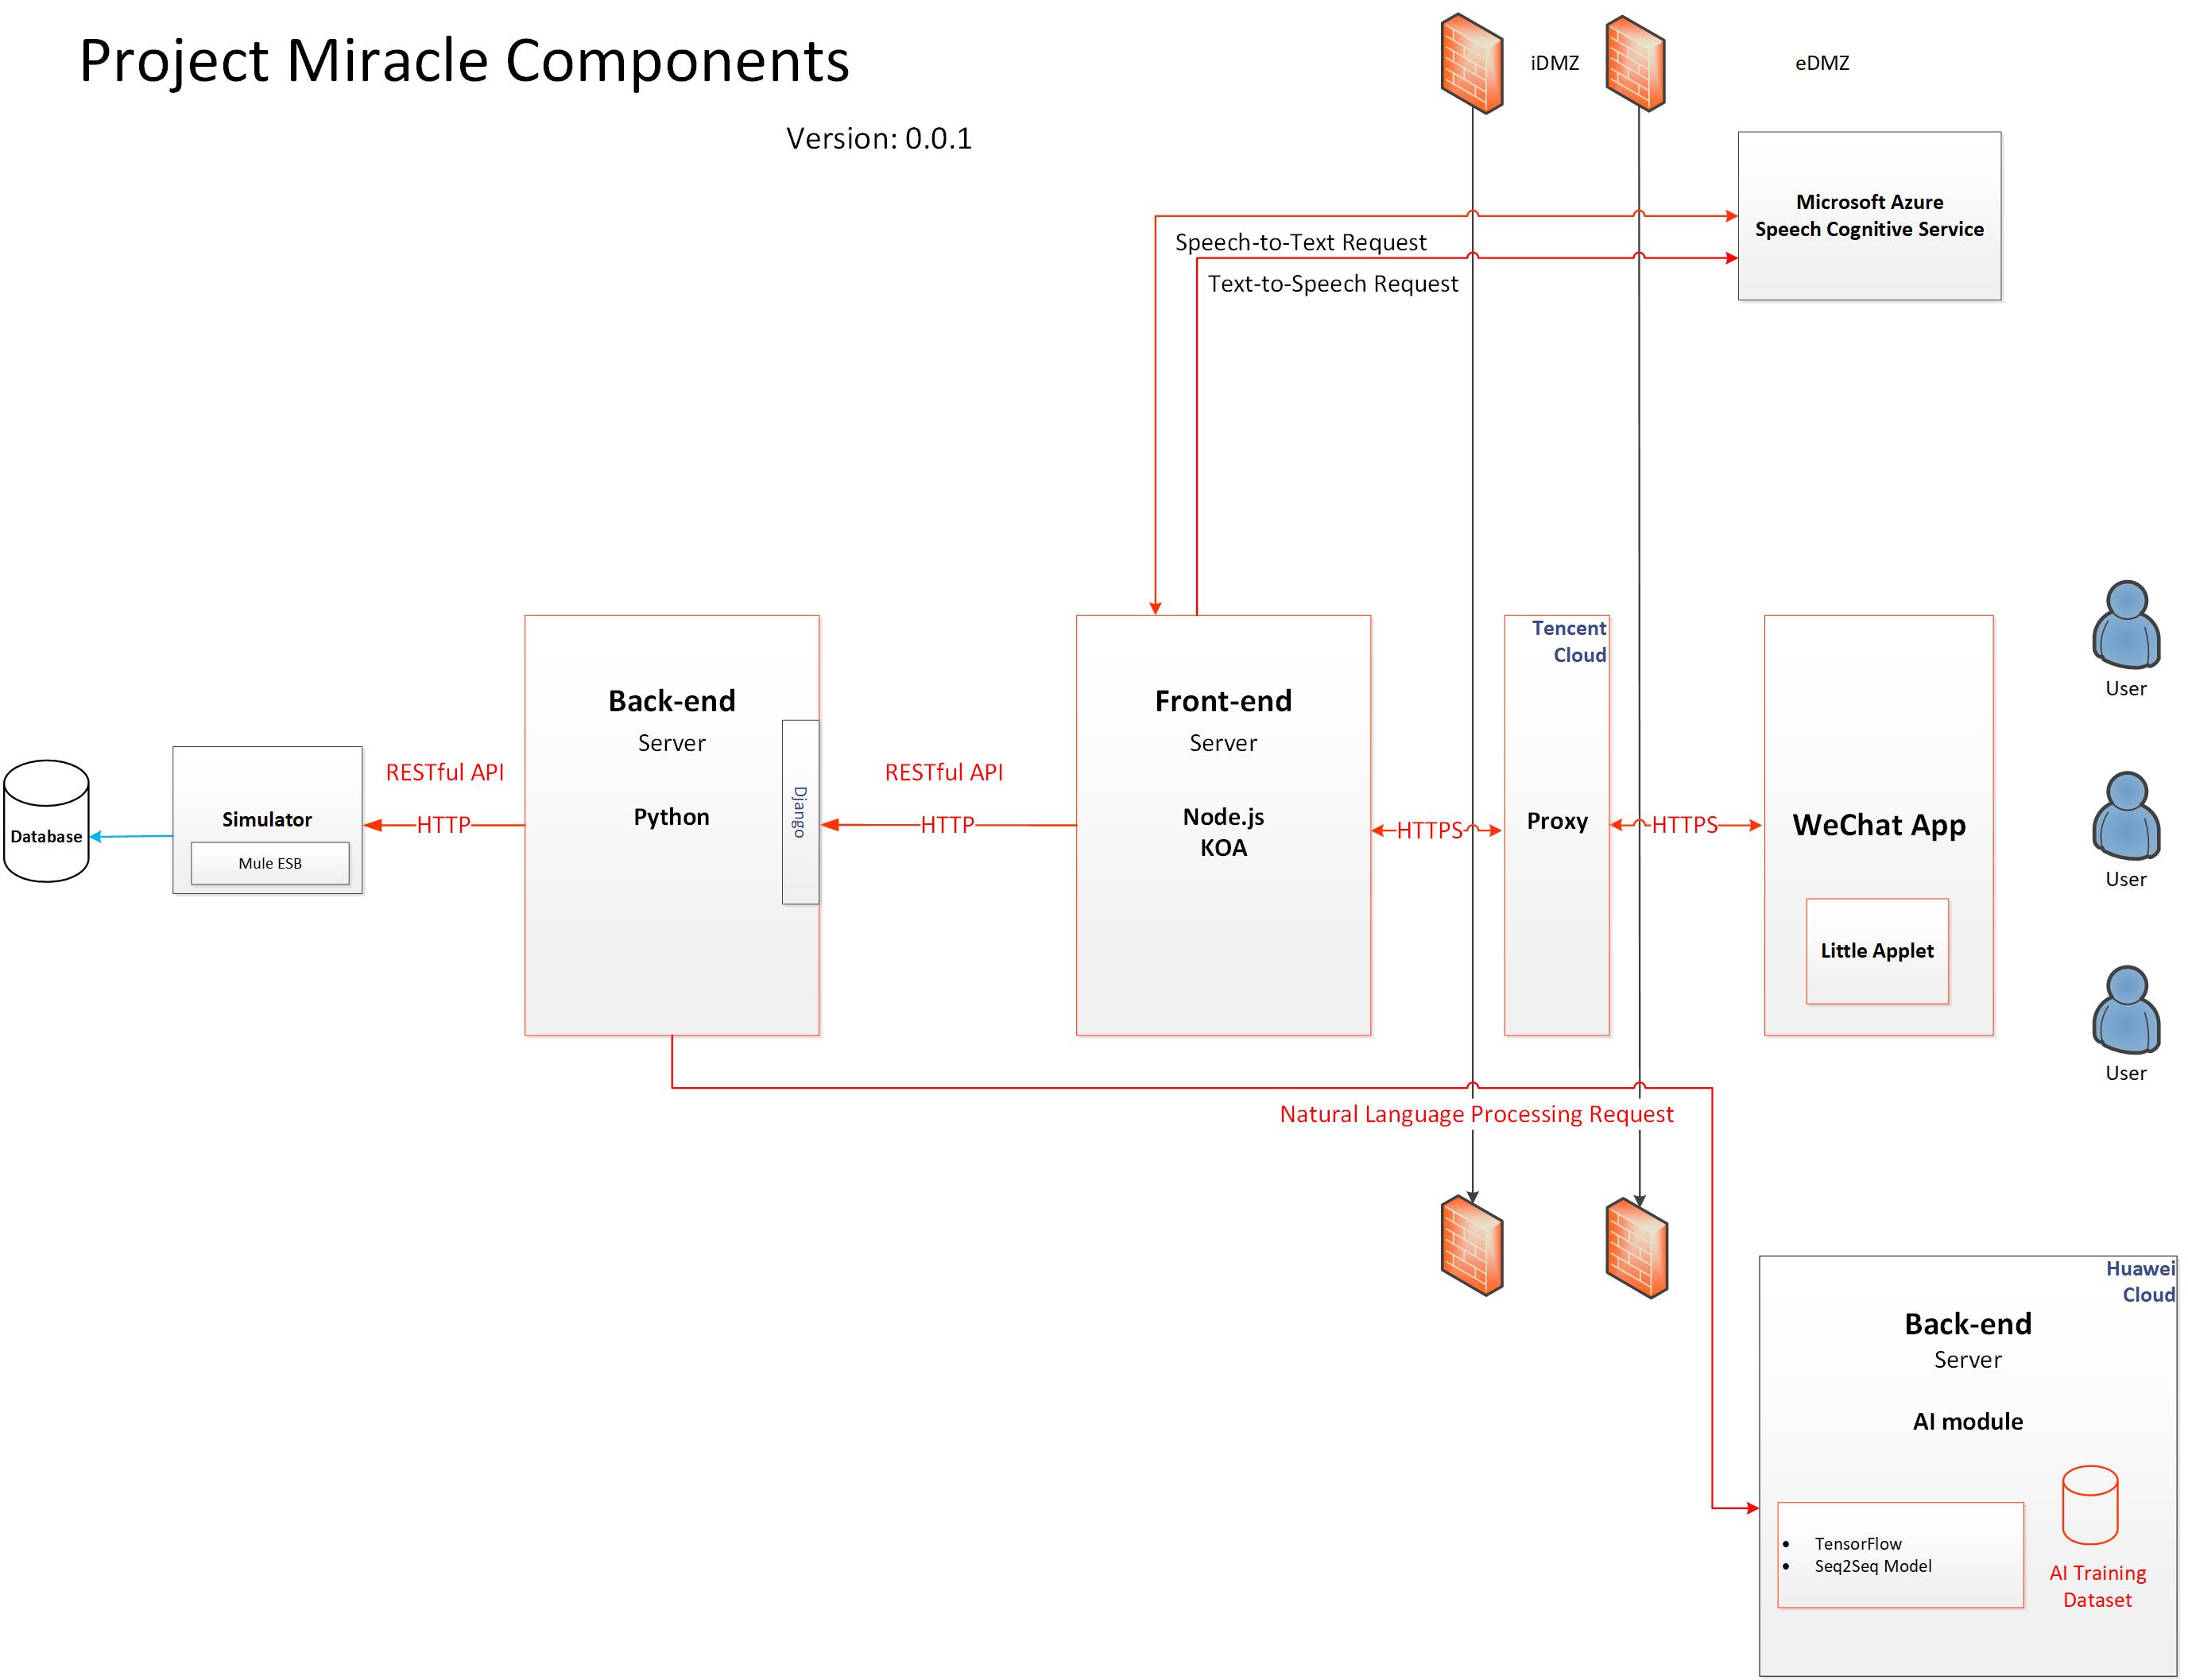 Project Miracle Components
Version: 0.0.1
iDMZ
eDMZ
Microsoft Azure
Speech Cognitive Service
Speech-to-Text Request
Text-to-Speech Request
Database
Simulator
Mule ESB
RESTful API
HTTP
Back-end
Server
Python
Django
RESTful API
HTTP
Front-end
Server
Node.js
KOA
HTTPS
Tencent
Cloud
Proxy
HTTPS
WeChat App
Little Applet
User
User
User
Natural Language Processing Request
Huawei
Cloud
Back-end
Server
AI module
• TensorFlow
• Seq2Seq Model
AI Training
Dataset